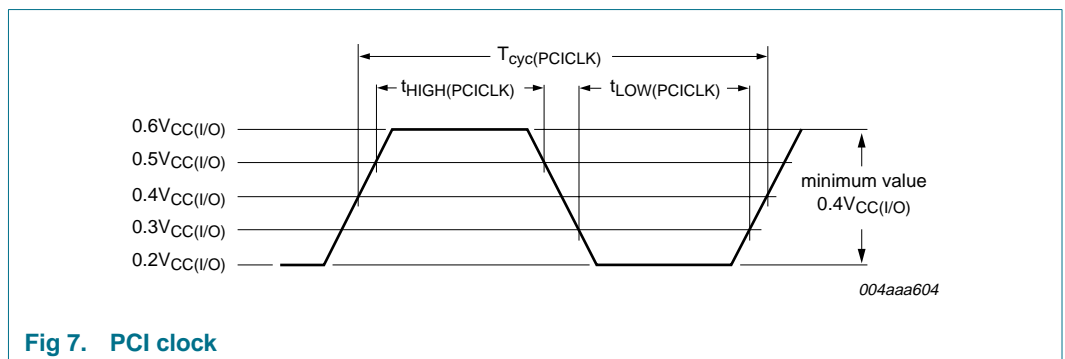 Tcyc(PCICLK)
tHIGH(PCICLK)
tLOW(PCICLK)
0.6VCC(I/O)
0.5VCC(I/O)
0.4VCC(I/O)
0.3VCC(I/O)
0.2VCC(I/O)
minimum value
0.4VCC(I/O)
004aaa604
Fig 7. PCI clock